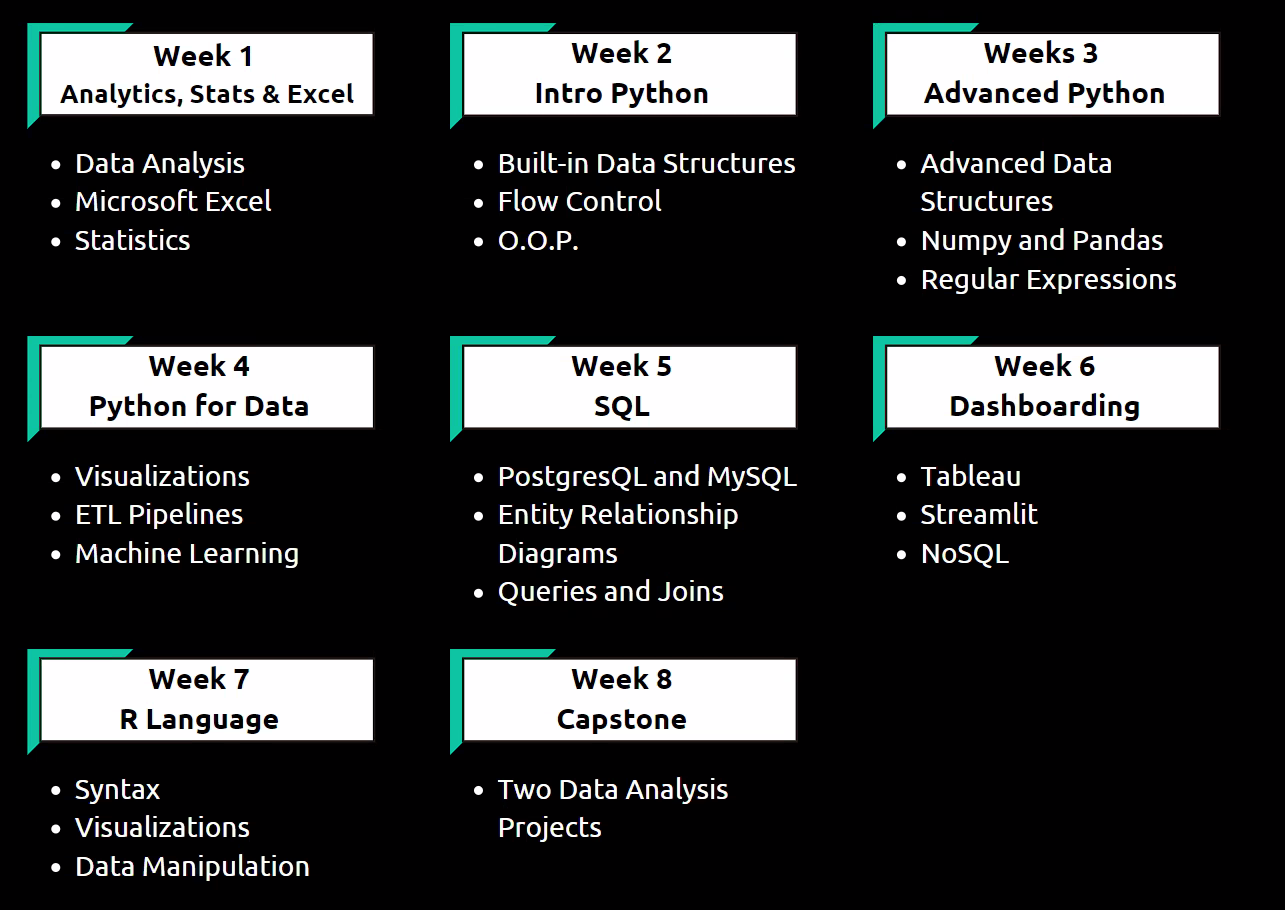 Week 1
Analytics, Stats & Excel
• Data Analysis
• Microsoft Excel
• Statistics
Week 2
Intro Python
• Built-in Data Structures
• Flow Control
• O.O.P.
Weeks 3
Advanced Python
• Advanced Data
Structures
• Numpy and Pandas
• Regular Expressions
Week 4
Python for Data
• Visualizations
• ETL Pipelines
• Machine Learning
Week 5
SQL
• PostgresQL and MySQL
• Entity Relationship
Diagrams
• Queries and Joins
Week 6
Dashboarding
• Tableau
• Streamlit
• NoSQL
Week 7
R Language
• Syntax
• Visualizations
• Data Manipulation
Week 8
Capstone
• Two Data Analysis
Projects